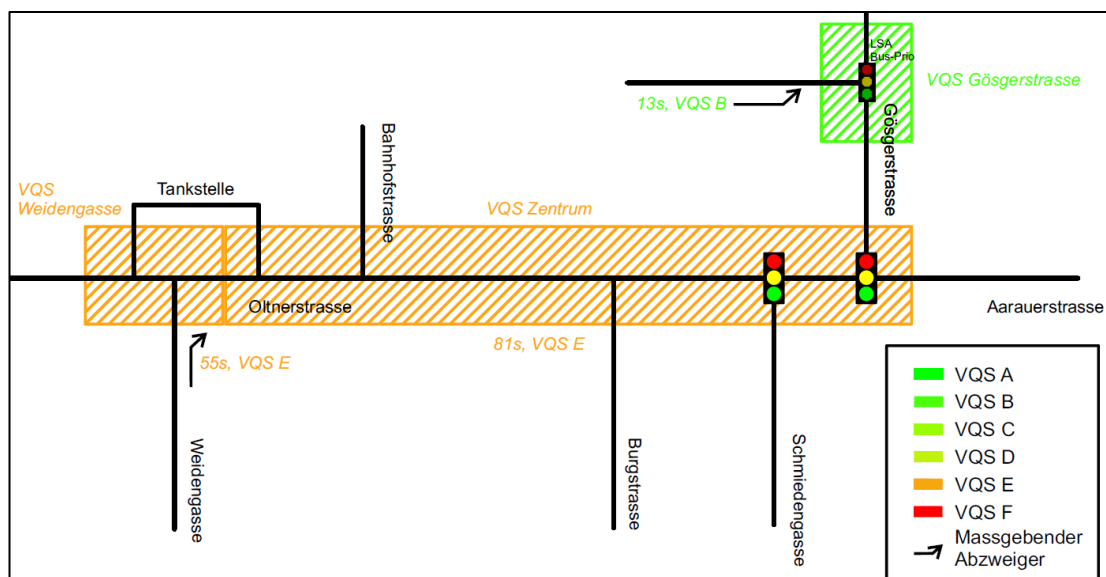 LSA
Bus-Prio
VQS Gösgerstrasse
13s, VQS B
Gösgerstrasse
Bahnhofstrasse
VQS
Weidengasse
Tankstelle
VQS Zentrum
Oltnerstrasse
Aarauerstrasse
55s, VQS E
81s, VQS E
Weidengasse
Burgstrasse
Schmiedengasse
VQS A
VQS B
VQS C
VQS D
VQS E
VQS F
Massgebender
Abzweiger